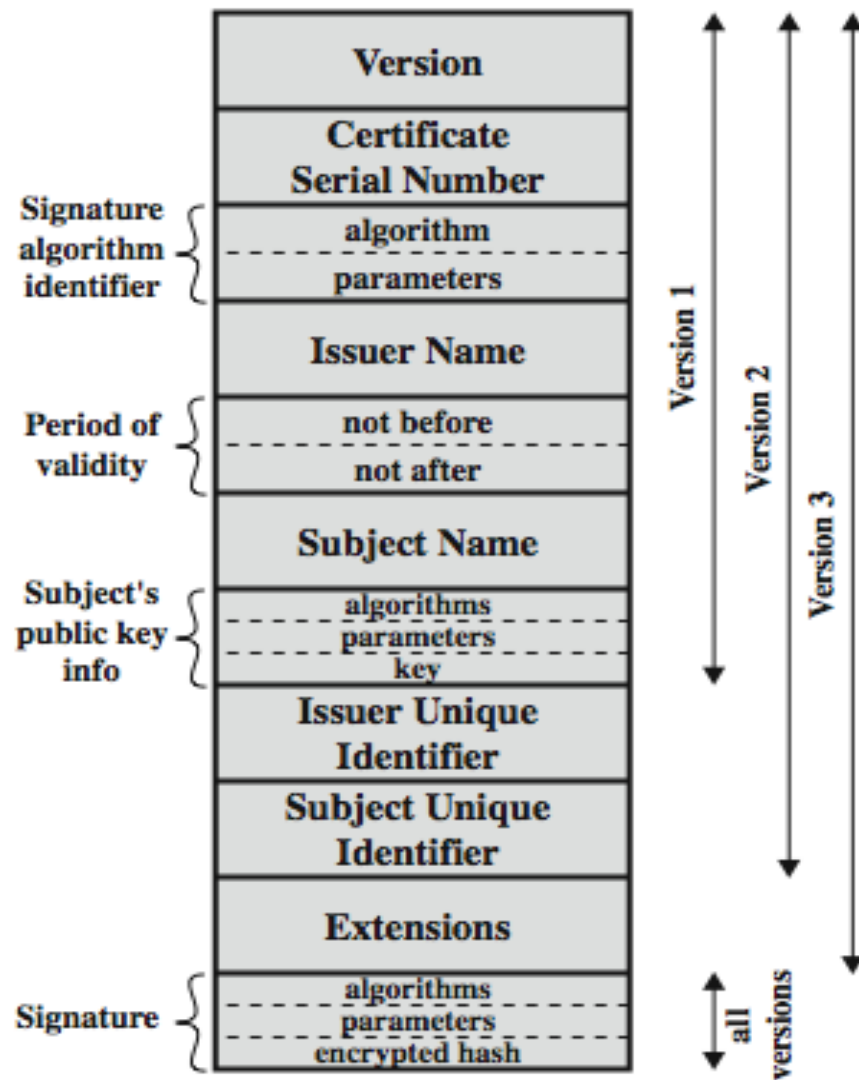 Version
Certificate
Serial Number
Signature
algorithm
identifier
algorithm
parameters
Issuer Name
Period of
validity
not before
not after
Subject Name
Subject's
public key
info
algorithms
parameters
key
Issuer Unique
Identifier
Subject Unique
Identifier
Extensions
Signature
algorithms
parameters
encrypted hash
Version 1
Version 2
Version 3
all
versions